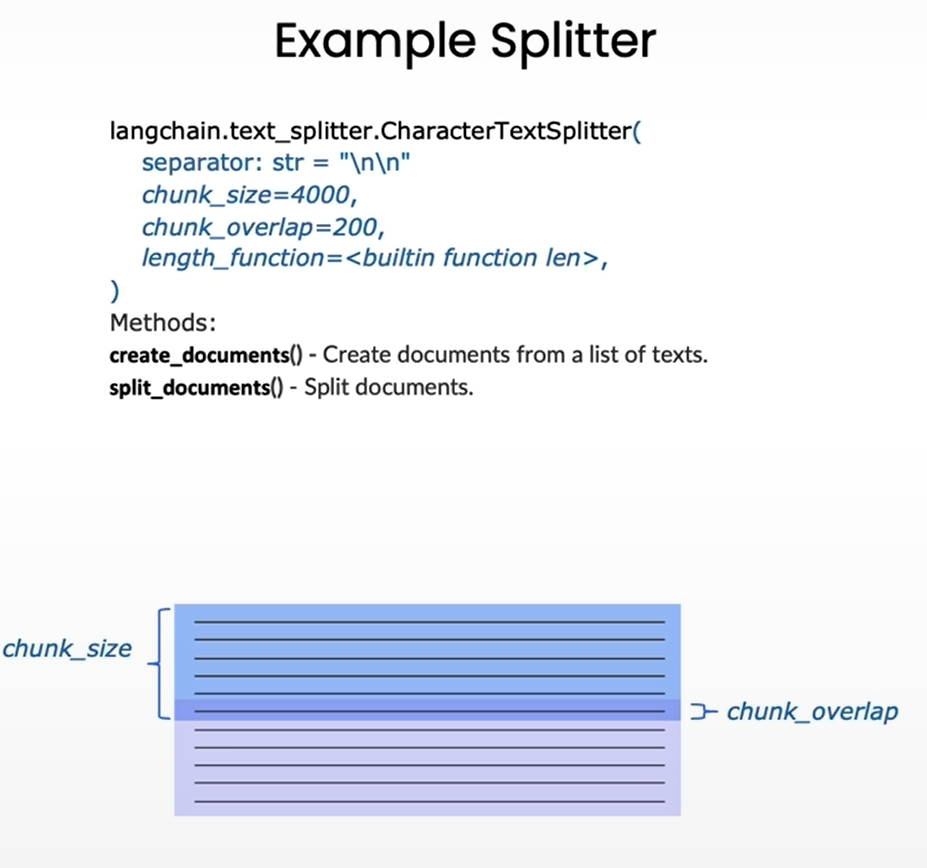 Example Splitter
langchain.text_splitter.CharacterTextSplitter(
separator: str = "\n\n"
chunk_size=4000,
chunk_overlap=200,
length_function=<builtin function len>,
)
Methods:
create_documents() - Create documents from a list of texts.
split_documents() - Split documents.
chunk_size
chunk_overlap